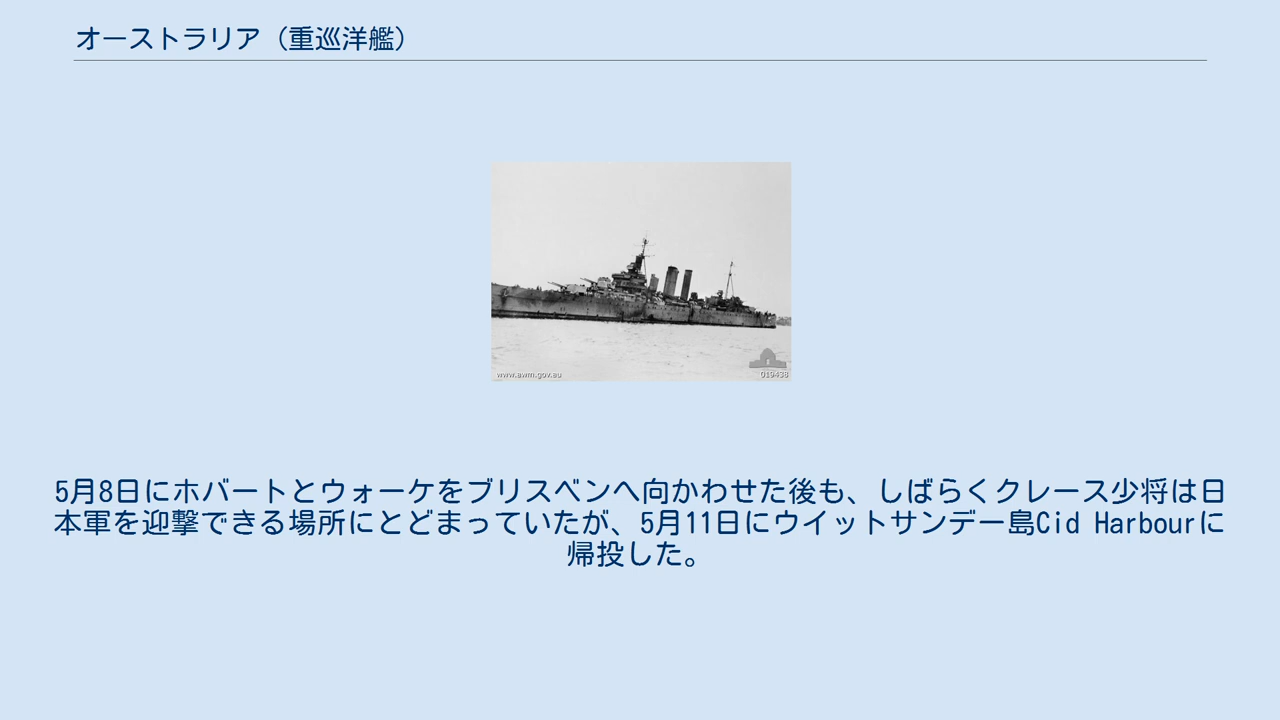 オーストラリア（重巡洋艦）
www.awm.gov.au
019438
5月8日にホバートとウォーケをブリスベンへ向かわせた後も、しばらくクレース少将は日
本軍を迎撃できる場所にとどまっていたが、5月11日にウイットサンデー島Cid Harbourに
帰投した。